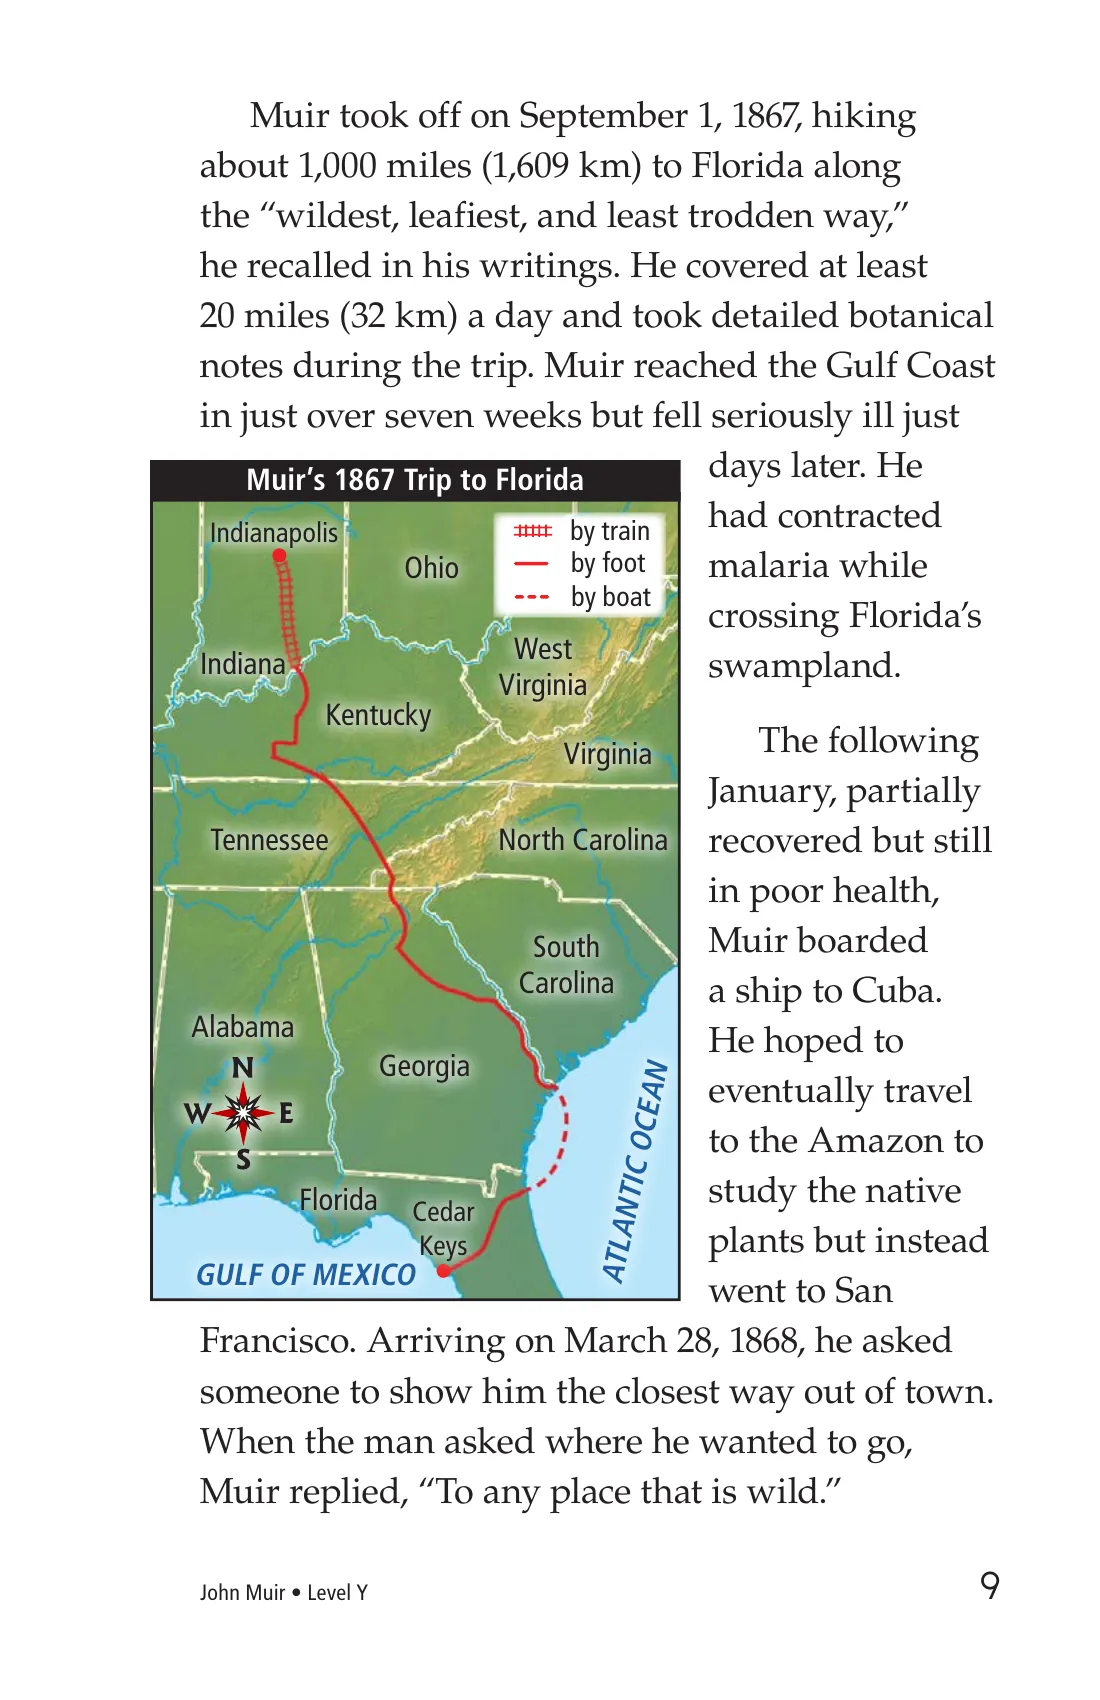 Muir took off on September 1, 1867, hiking
about 1,000 miles (1,609 km) to Florida along
the “wildest, leafiest, and least trodden way,”
he recalled in his writings. He covered at least
20 miles (32 km) a day and took detailed botanical
notes during the trip. Muir reached the Gulf Coast
in just over seven weeks but fell seriously ill just
days later. He
had contracted
malaria while
crossing Florida’s
swampland.
The following
January, partially
recovered but still
in poor health,
Muir boarded
a ship to Cuba.
He hoped to
eventually travel
to the Amazon to
study the native
plants but instead
went to San
Francisco. Arriving on March 28, 1868, he asked
someone to show him the closest way out of town.
When the man asked where he wanted to go,
Muir replied, “To any place that is wild.”
Muir’s 1867 Trip to Florida
by train
by foot
by boat
Indianapolis
Ohio
Indiana
West
Virginia
Kentucky
Virginia
Tennessee
North Carolina
South
Carolina
Alabama
Georgia
N
W
E
S
Florida
Cedar
Keys
GULF OF MEXICO
ATLANTIC OCEAN
John Muir • Level Y
9